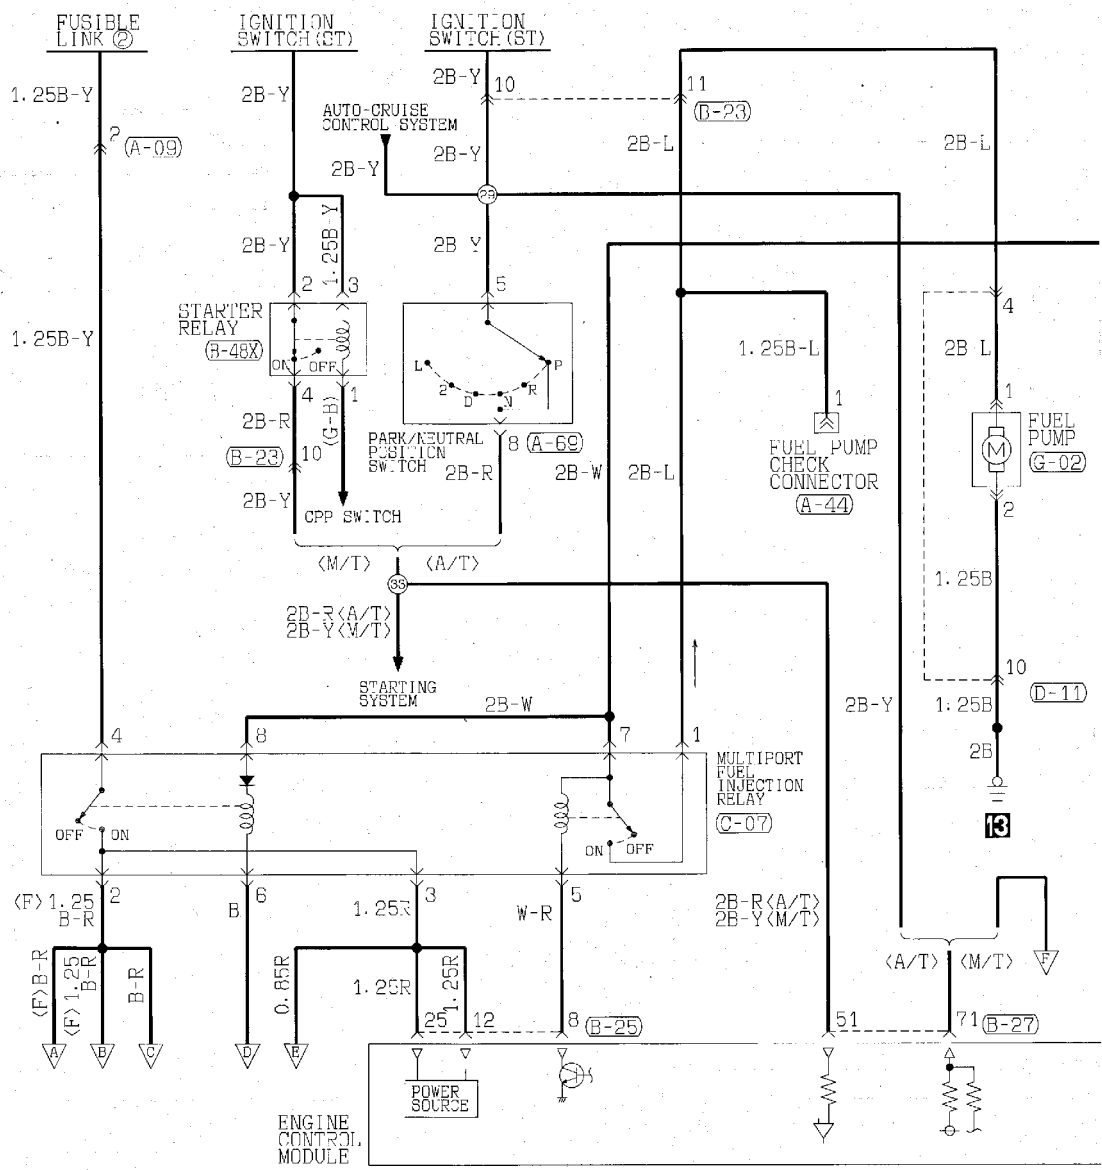 FUSIBLE
LINK ②
IGNITION
SWITCH(ST)
IGNITION
SWITCH(ST)
1.25B-Y
2B-Y
2B-Y
10
11
B-23
AUTO-CRUISE
CONTROL SYSTEM
2
A-09
2B-Y
2B-Y
2B-L
2B-L
29
2B-Y
1.25B-Y
2B Y
2
3
5
4
STARTER
RELAY
B-48X
ON
OFF
L
2
D
N
R
P
1.25B-Y
1.25B-L
2B L
4
1
1
1
2B-R
(G-B)
PARK/NEUTRAL
POSITION
SWITCH
8
A-69
FUEL
PUMP
G-02
M
B-23
10
2B-R
2B-W
2B-L
FUEL PUMP
CHECK
CONNECTOR
A-44
2B-Y
CPP SWITCH
2
<M/T>
<A/T>
35
1.25B
2B-R<A/T>
2B-Y<M/T>
STARTING
SYSTEM
10
D-11
2B-W
2B-Y
1.25B
4
8
7
1
2B
MULTIPORT
FUEL
INJECTION
RELAY
C-07
OFF
ON
ON
OFF
13
2
6
3
5
<F>1.25
B-R
B
1.25R
W-R
2B-R<A/T>
2B-Y<M/T>
<F>B-R
<F>1.25
B-R
B-R
0.85R
1.25R
1.25R
<A/T>
<M/T>
F
25
12
8
B-25
51
71
B-27
A
B
C
D
E
POWER
SOURCE
ENGINE
CONTROL
MODULE